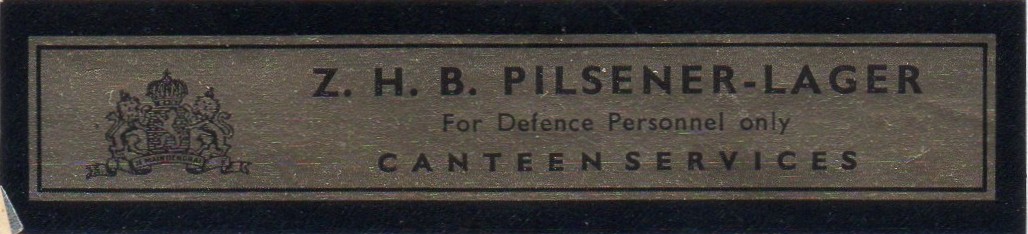 Z. H. B. PILSENER-LAGER
For Defence Personnel only
CANTEEN SERVICES